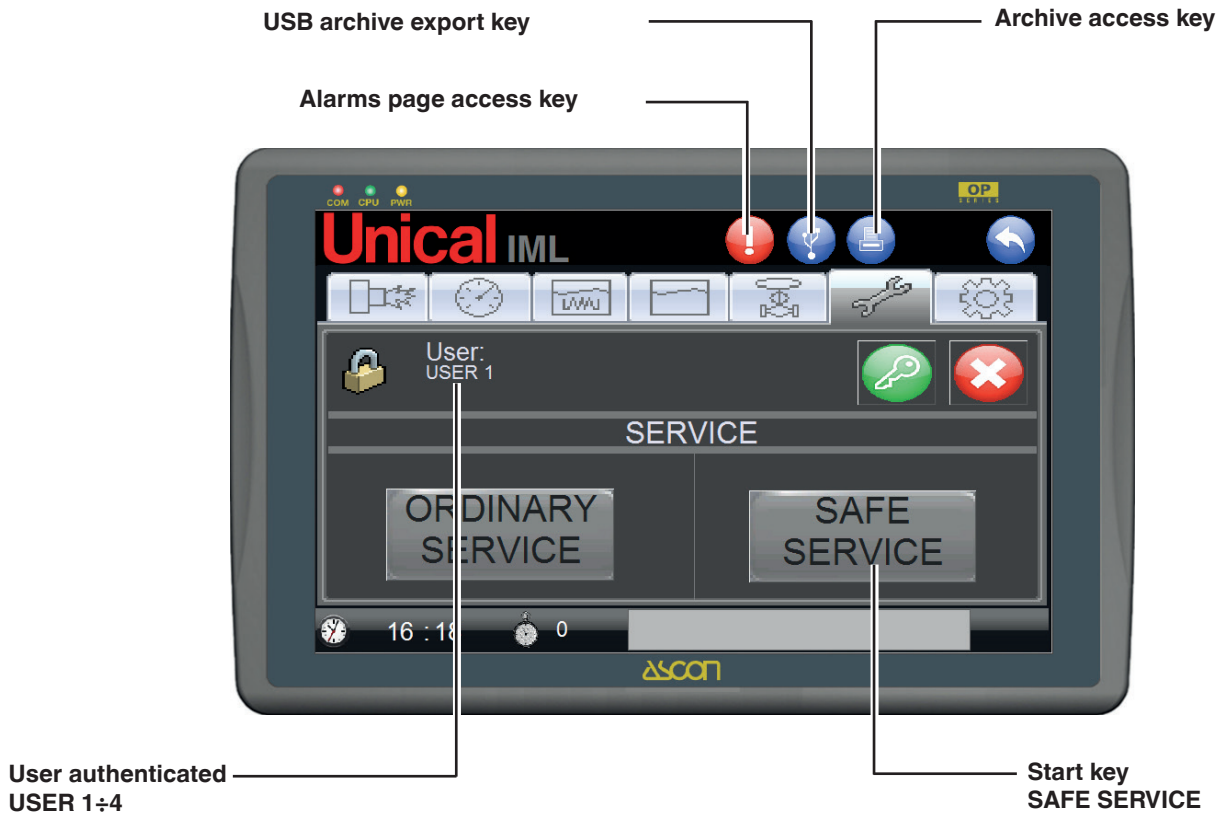 USB archive export key
Archive access key
Alarms page access key
COM CPU PWR
OP
SERIES
Unical IML
User:
USER 1
SERVICE
ORDINARY
SERVICE
SAFE
SERVICE
16 : 18
0
ascon
User authenticated
USER 1÷4
Start key
SAFE SERVICE